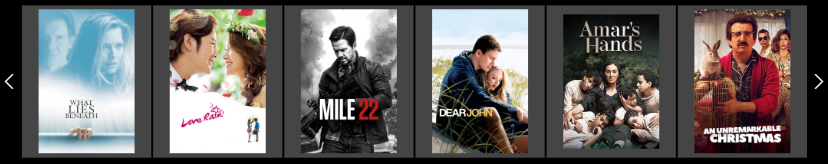 WHAT
LIES
BENEATH
Love Rain
MILE 22
DEAR JOHN
Amar's
Hands
AN UNREMARKABLE
CHRISTMAS